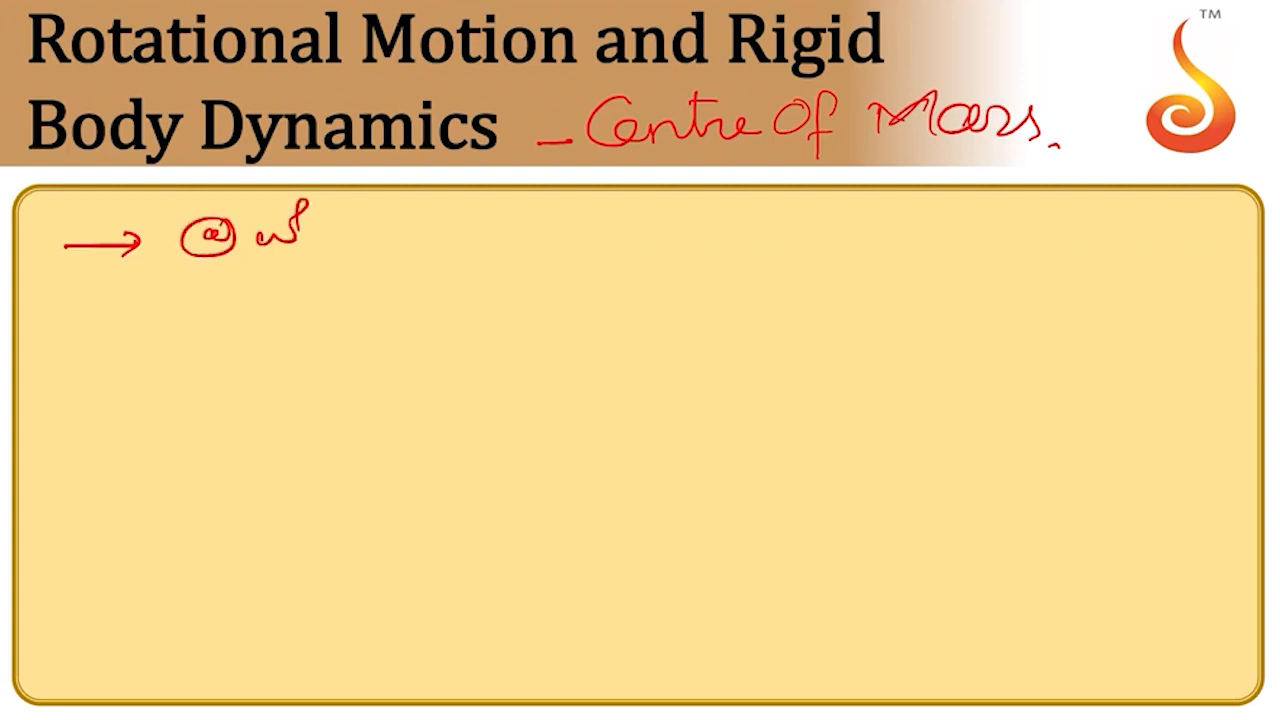 Rotational Motion and Rigid
Body Dynamics - Centre Of Mass.
TM
→